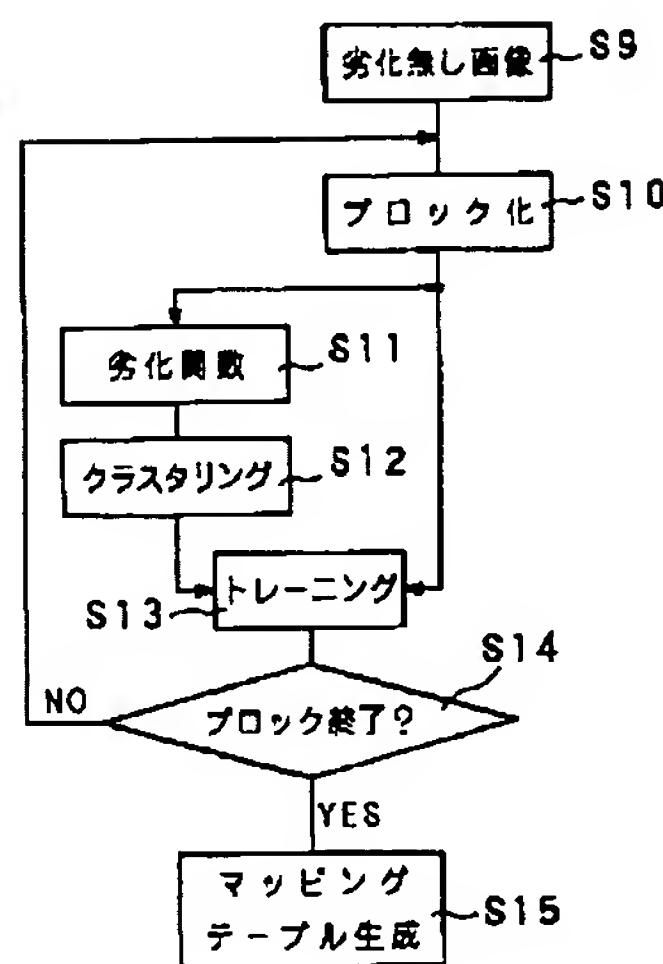 劣化無し画像
S9
ブロック化
S10
劣化関数
S11
クラスタリング
S12
トレーニング
S13
S14
ブロック終了?
NO
YES
マッピング
テーブル生成
S15